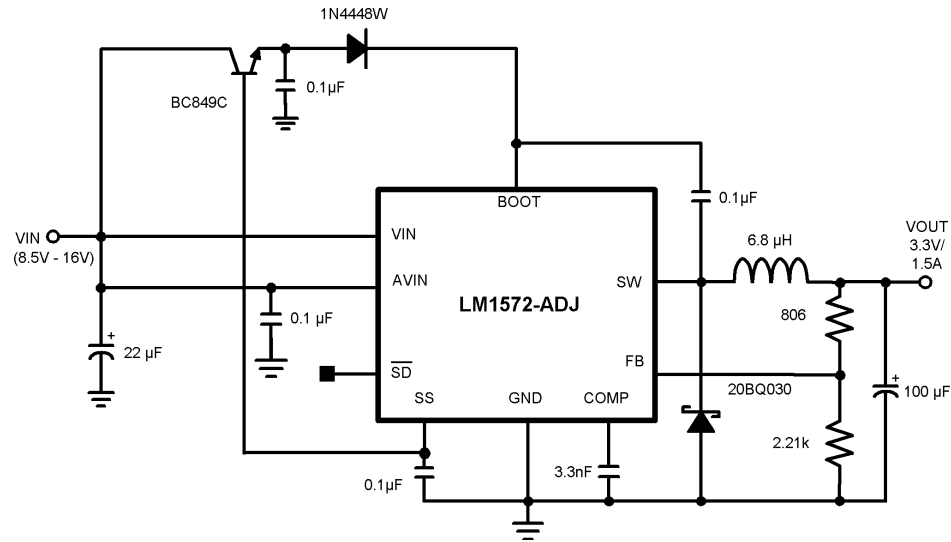 1N4448W
BC849C
0.1µF
BOOT
0.1µF
VIN
(8.5V - 16V)
VIN
AVIN
LM1572-ADJ
SW
6.8 µH
VOUT
3.3V/
1.5A
806
0.1 µF
22 µF
+
SD
FB
20BQ030
+
100 µF
SS
GND
COMP
2.21k
0.1µF
3.3nF